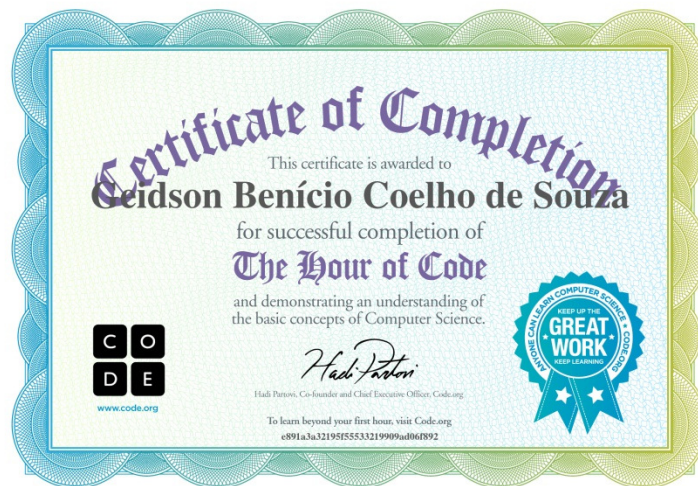 Certificate of Completion
This certificate is awarded to
Geidson Benício Coelho de Souza
for successful completion of
The Hour of Code
and demonstrating an understanding of
the basic concepts of Computer Science.
C O
D E
www.code.org
Hadi Partovi
Hadi Partovi, Co-founder and Chief Executive Officer, Code.org
To learn beyond your first hour, visit Code.org
e891a3a32195f55533219909ad06f892
ANYONE CAN LEARN COMPUTER SCIENCE • CODE.ORG
KEEP UP THE
GREAT
WORK
KEEP LEARNING